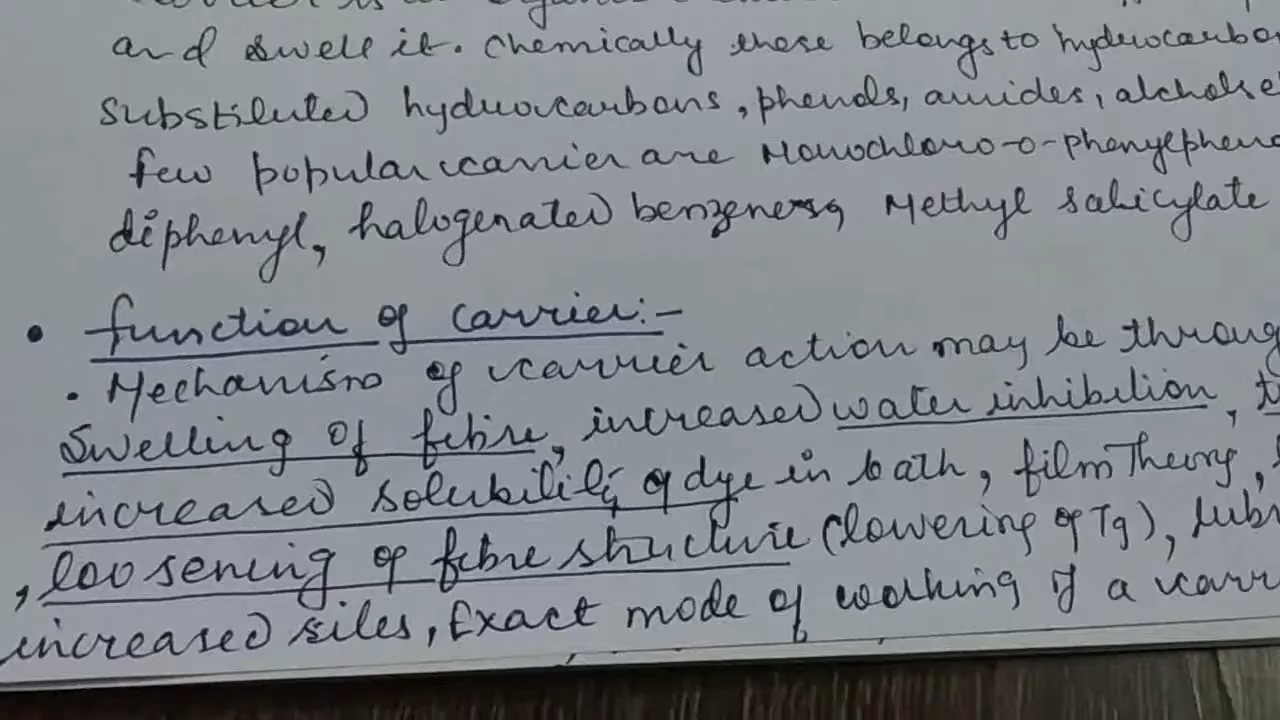 and swell it. Chemically these belongs to hydrocarbo
substituted hydrocarbons, phenols, amides, alchols e
few popular carrier are Monochloro-o-phenylpheno
diphenyl, halogenated benzeners, Methyl salicylate
• function of carrier:-
. Mechanism of carrier action may be throug
swelling of fibre, increased water inhibition,
increased solubility of dye in bath, film Theory,
, loosening of fibre structure (lowering of Tg), lub
increased sites, Exact mode of working of a carr